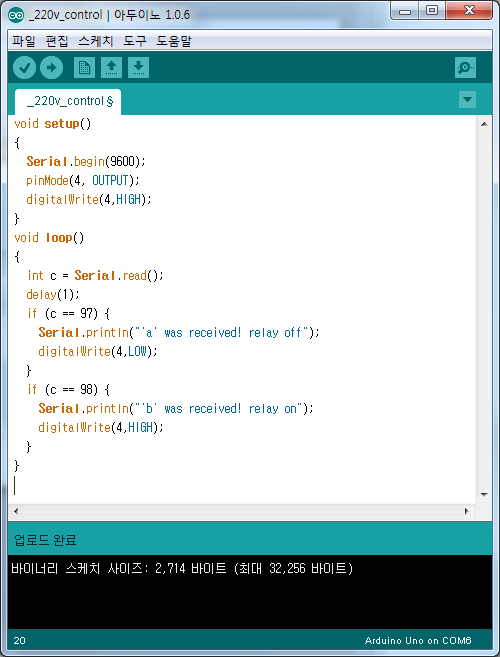 _220v_control | 아두이노 1.0.6
파일 편집 스케치 도구 도움말
_220v_control §
void setup()
{
  Serial.begin(9600);
  pinMode(4, OUTPUT);
  digitalWrite(4,HIGH);
}
void loop()
{
  int c = Serial.read();
  delay(1);
  if (c == 97) {
    Serial.println("'a' was received! relay off");
    digitalWrite(4,LOW);
  }
  if (c == 98) {
    Serial.println("'b' was received! relay on");
    digitalWrite(4,HIGH);
  }
}
업로드 완료
바이너리 스케치 사이즈: 2,714 바이트 (최대 32,256 바이트)
20 Arduino Uno on COM6